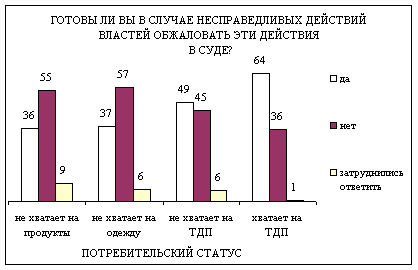 ГОТОВЫ ЛИ ВЫ В СЛУЧАЕ НЕСПРАВЕДЛИВЫХ ДЕЙСТВИЙ
ВЛАСТЕЙ ОБЖАЛОВАТЬ ЭТИ ДЕЙСТВИЯ
В СУДЕ?
36 55 9 37 57 6 49 45 6 64 36 1
да
нет
затруднились
ответить
не хватает на не хватает на не хватает на хватает на
продукты одежду ТДП ТДП
ПОТРЕБИТЕЛЬСКИЙ СТАТУС